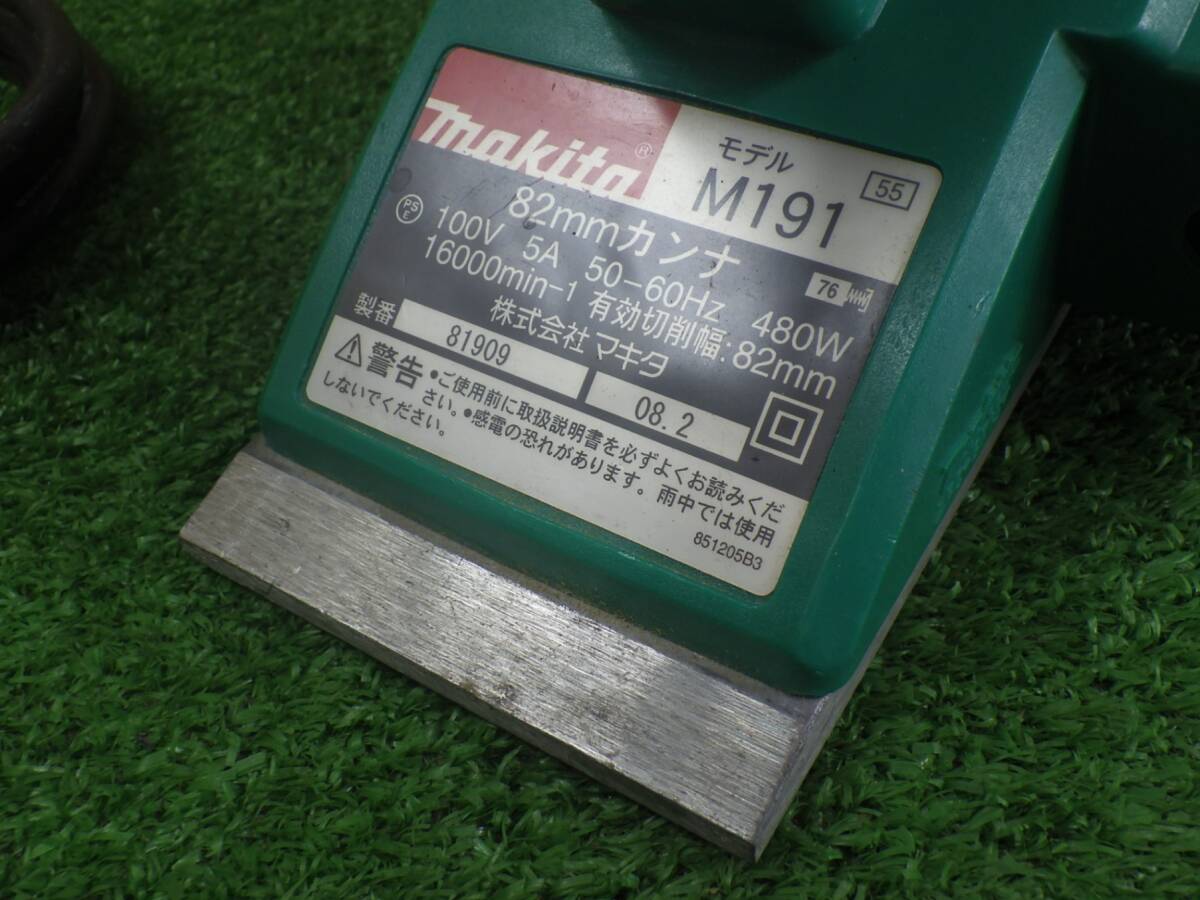 makita®
モデル
M191
55
82mmカンナ
76
PS
E
100V 5A 50-60Hz 480W
16000min-1 有効切削幅:82mm
株式会社 マキタ
製番 81909 08.2
警告 ●ご使用前に取扱説明書を必ずよくお読みくだ
さい。●感電の恐れがあります。雨中では使用
しないでください。
851205B3